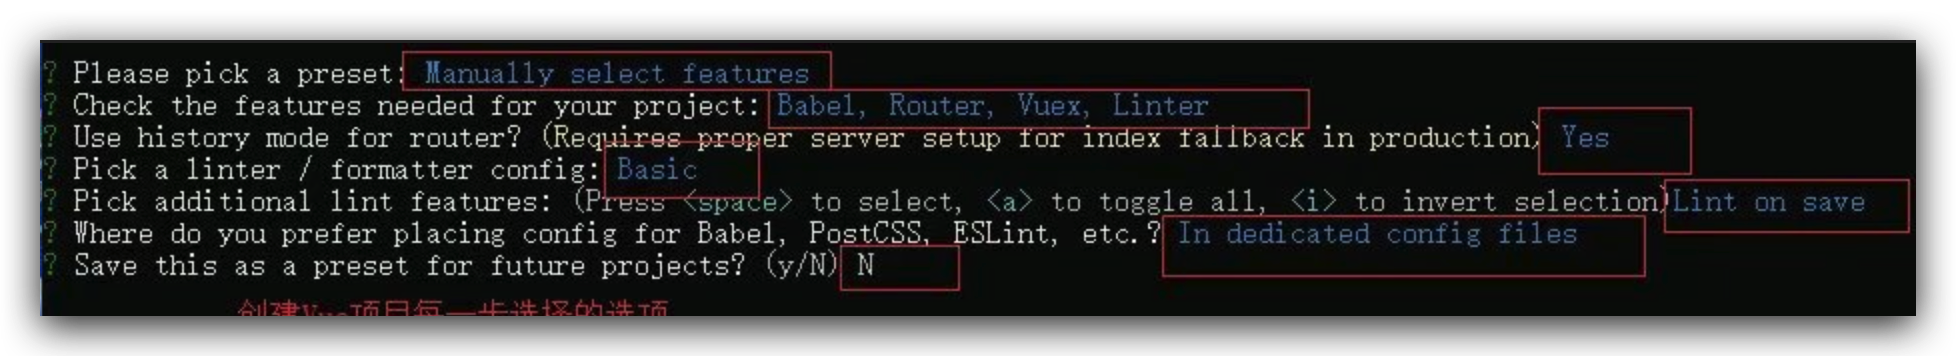 ? Please pick a preset: Manually select features
? Check the features needed for your project: Babel, Router, Vuex, Linter
? Use history mode for router? (Requires proper server setup for index fallback in production) Yes
? Pick a linter / formatter config: Basic
? Pick additional lint features: (Press <space> to select, <a> to toggle all, <i> to invert selection)Lint on save
? Where do you prefer placing config for Babel, PostCSS, ESLint, etc.? In dedicated config files
? Save this as a preset for future projects? (y/N) N
创建Vue项目每一步选择的选项